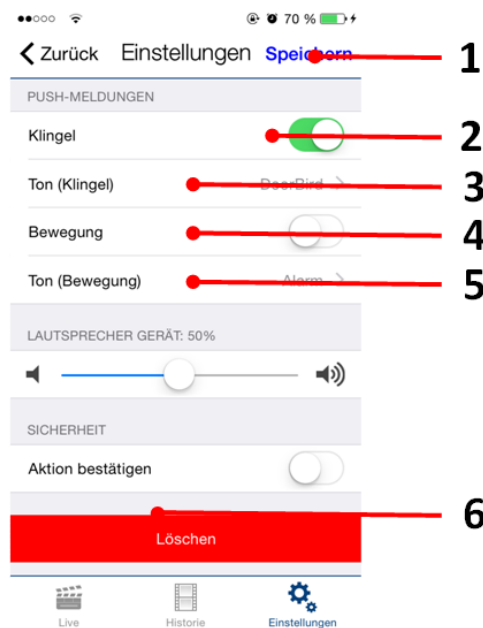 70 %
Zurück Einstellungen Speichern 1
PUSH-MELDUNGEN
Klingel 2
Ton (Klingel) DoorBird 3
Bewegung 4
Ton (Bewegung) Alarm 5
LAUTSPRECHER GERÄT: 50%
SICHERHEIT
Aktion bestätigen
6
Löschen
Live Historie Einstellungen